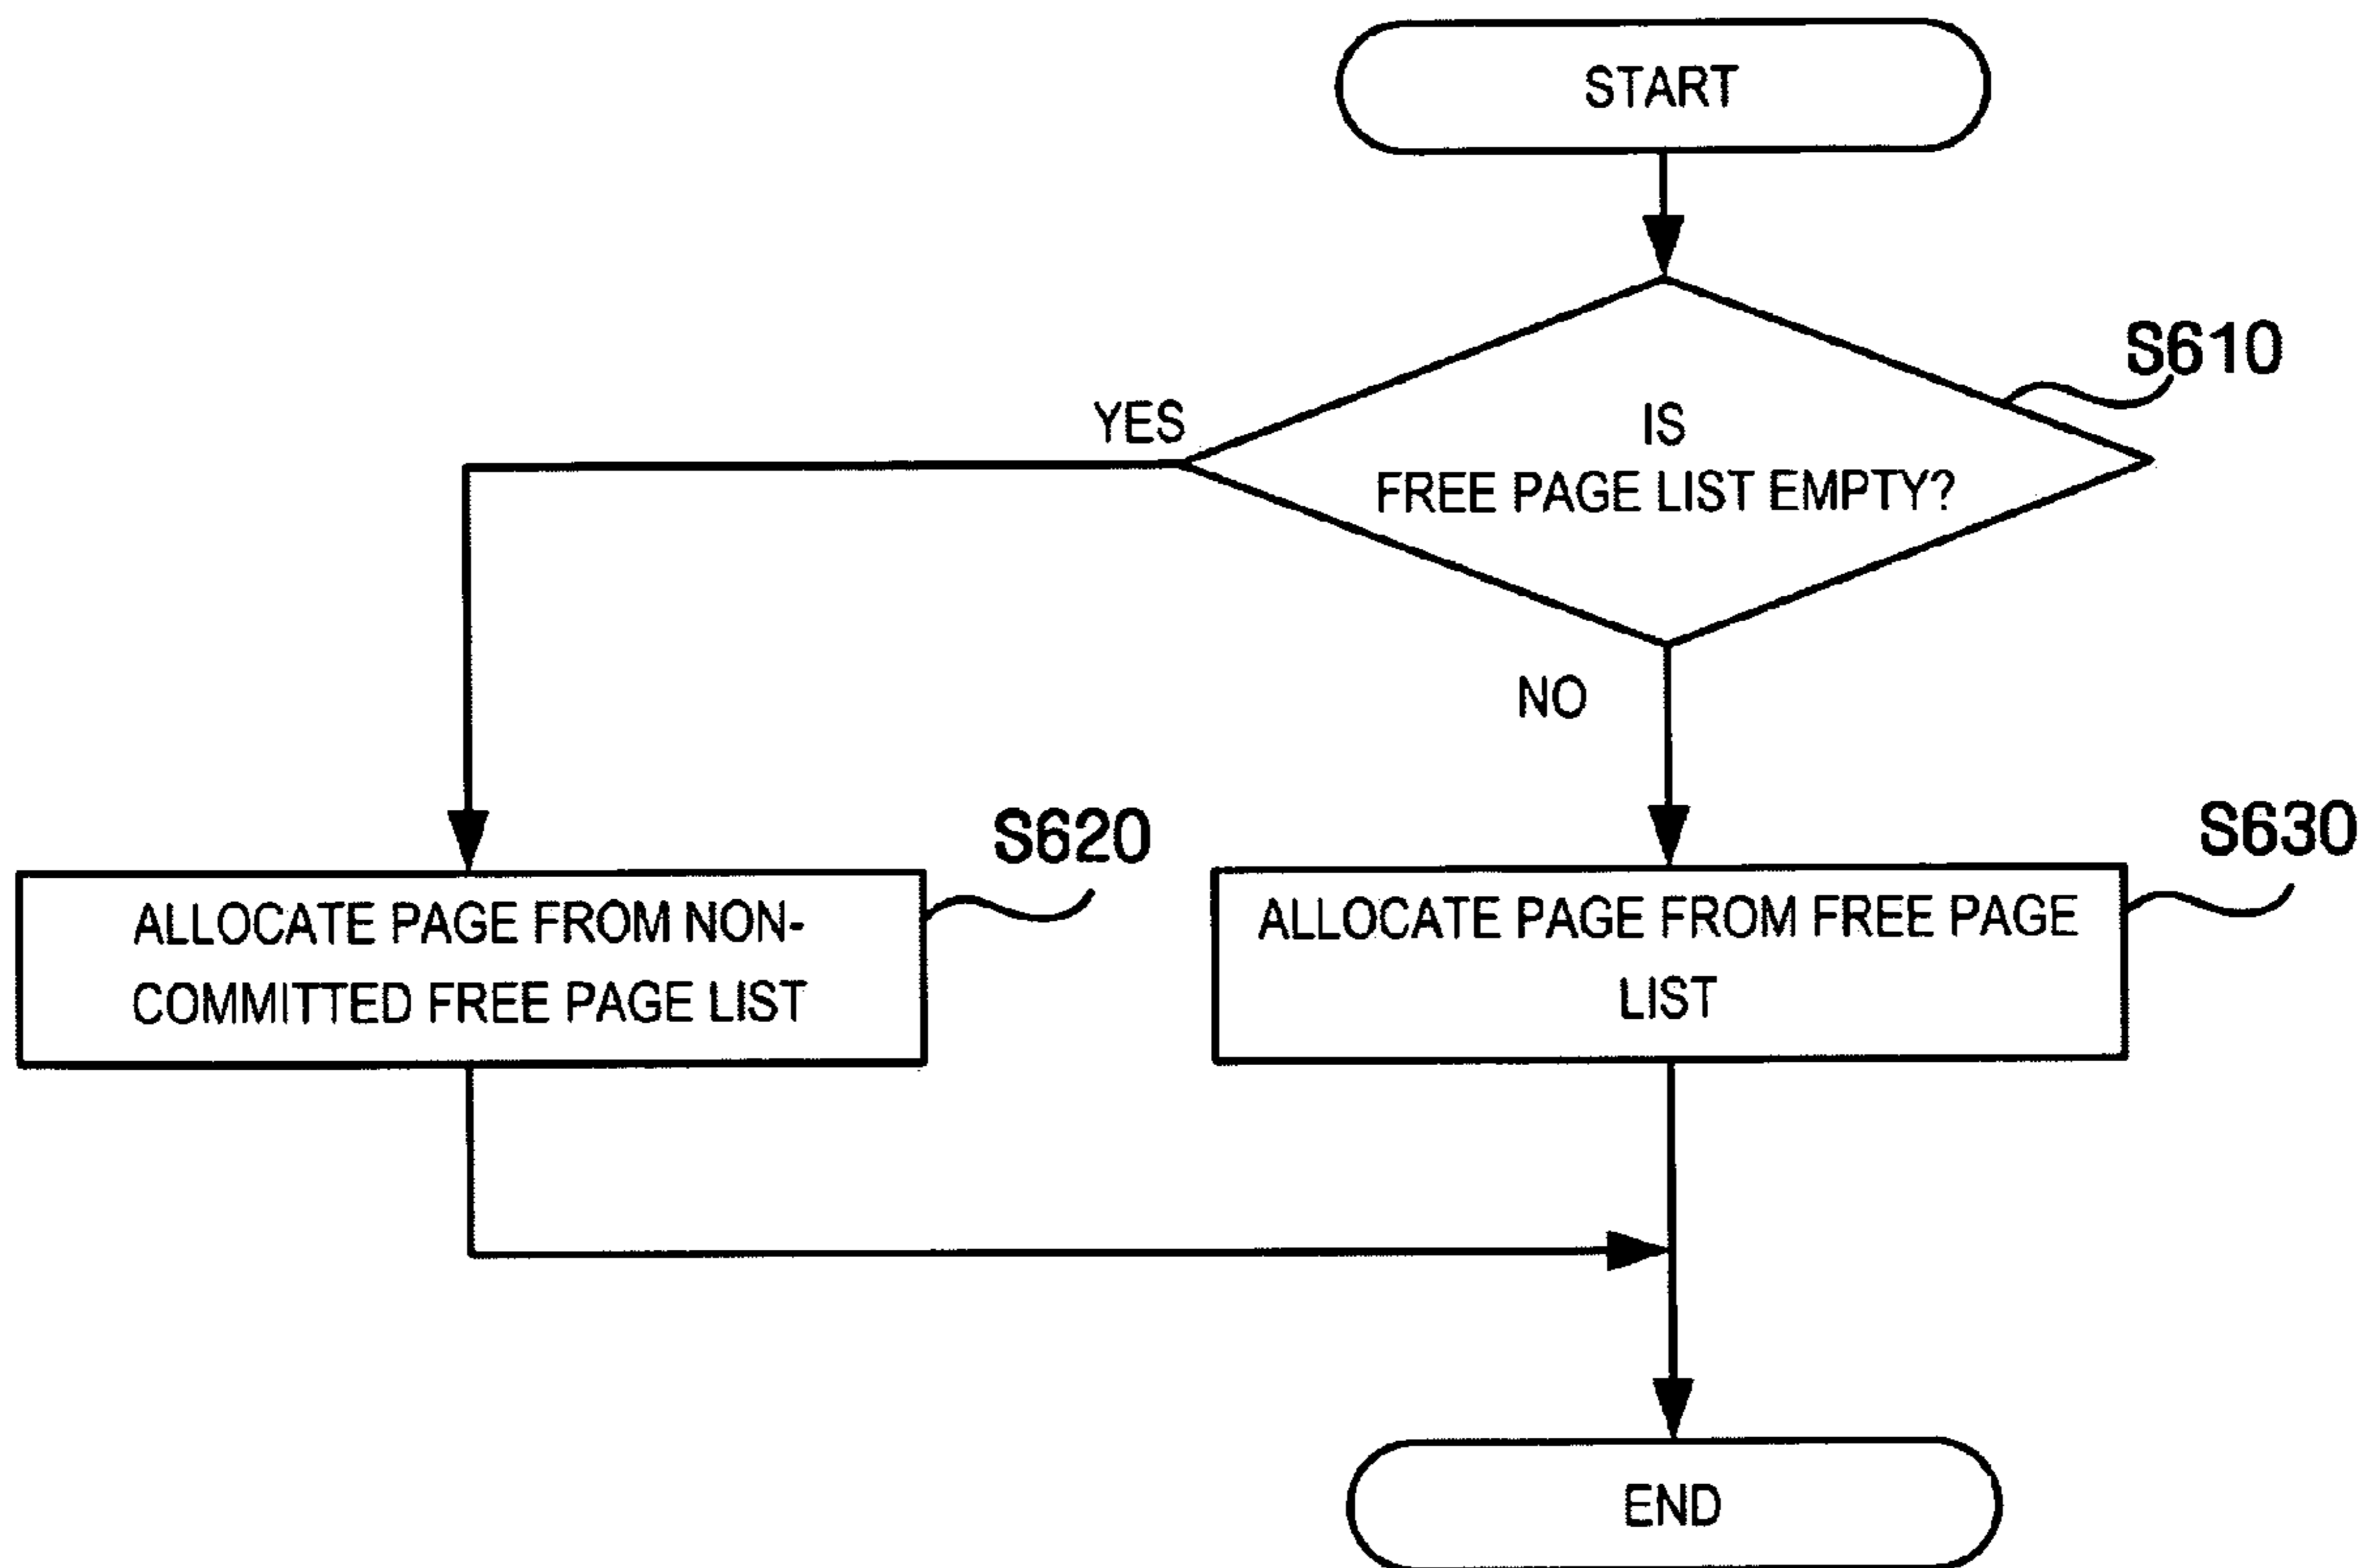 START
S610
YES
IS
FREE PAGE LIST EMPTY?
NO
S620
S630
ALLOCATE PAGE FROM NON-
COMMITTED FREE PAGE LIST
ALLOCATE PAGE FROM FREE PAGE
LIST
END